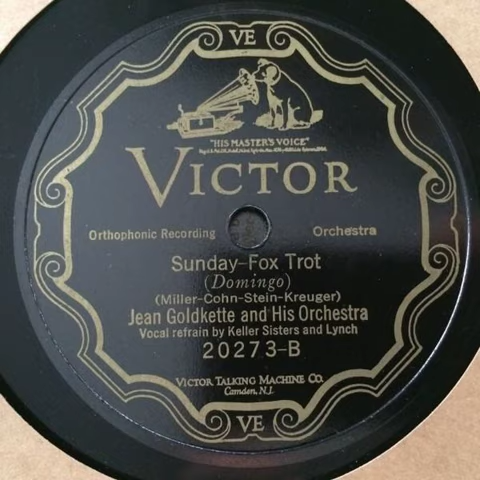 VE
"HIS MASTER'S VOICE"
VICTOR
Orthophonic Recording
Orchestra
Sunday-Fox Trot
(Domingo)
(Miller-Cohn-Stein-Kreuger)
Jean Goldkette and His Orchestra
Vocal refrain by Keller Sisters and Lynch
20273-B
VICTOR TALKING MACHINE CO.
Camden, N.J.
VE